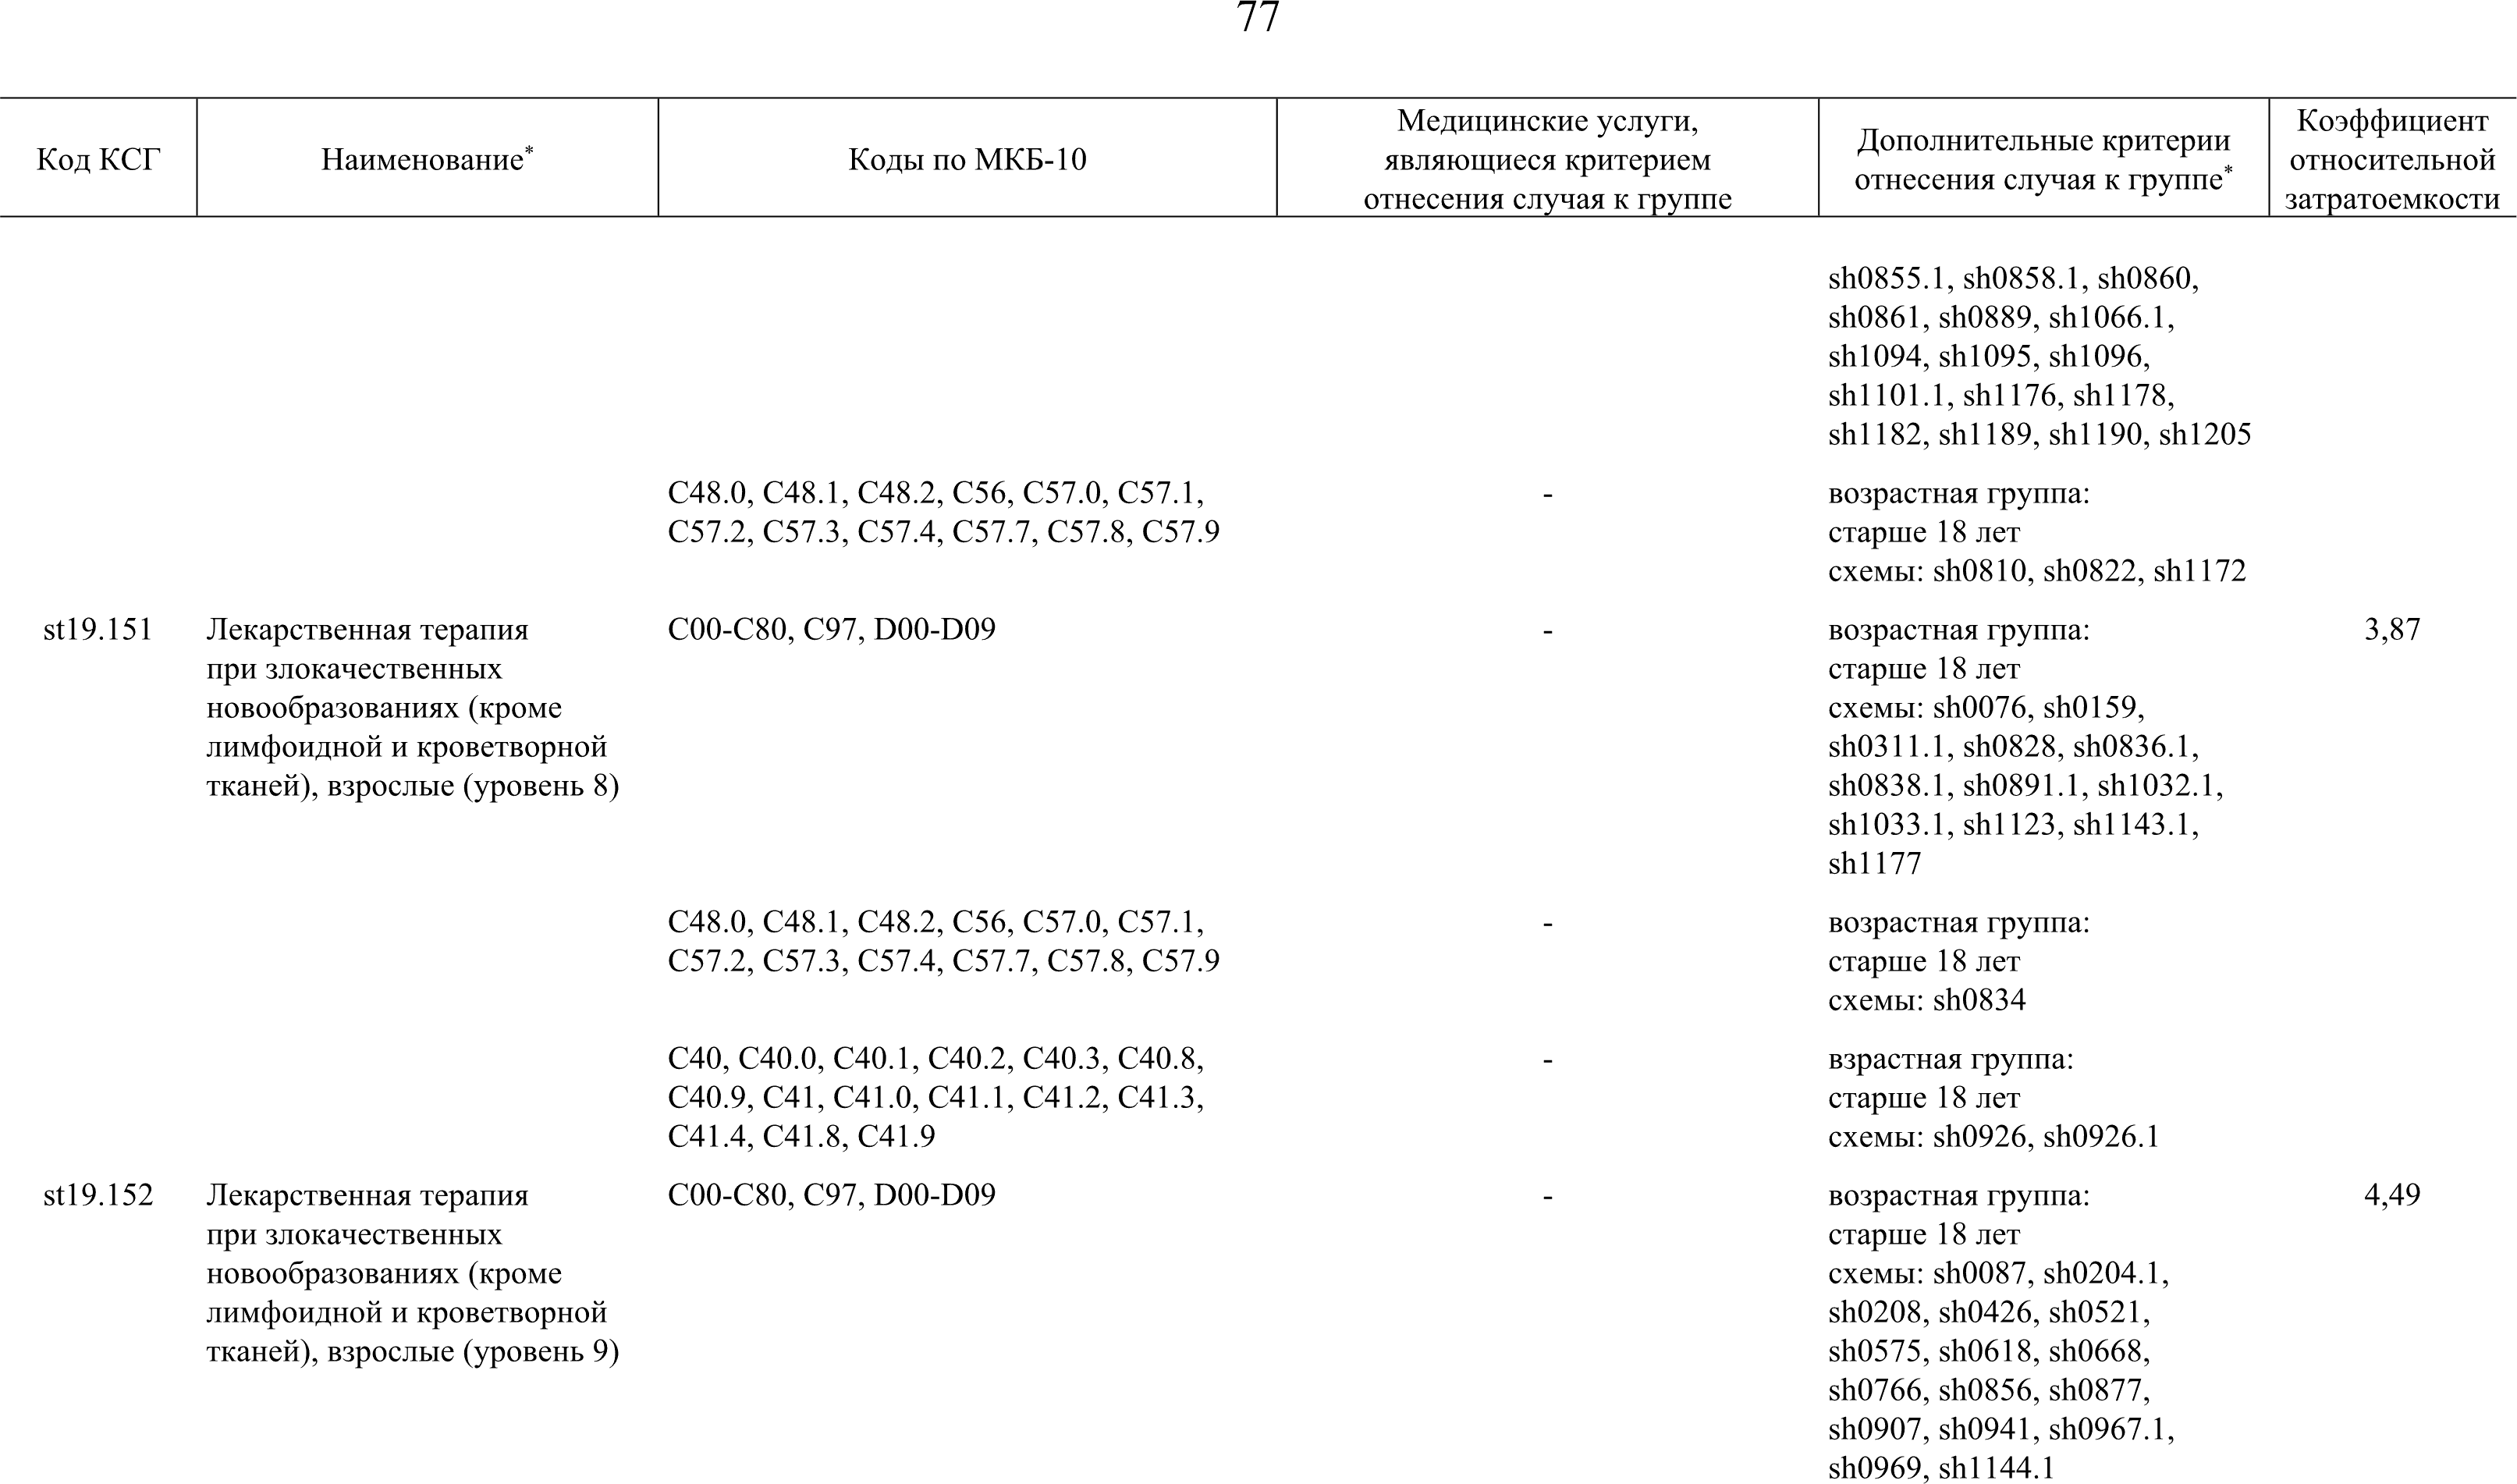 77
Код КСГ
Наименование*
Коды по МКБ-10
Медицинские услуги,
являющиеся критерием
отнесения случая к группе
Дополнительные критерии
отнесения случая к группе*
Коэффициент
относительной
затратоемкости
sh0855.1, sh0858.1, sh0860,
sh0861, sh0889, sh1066.1,
sh1094, sh1095, sh1096,
sh1101.1, sh1176, sh1178,
sh1182, sh1189, sh1190, sh1205
C48.0, C48.1, C48.2, C56, C57.0, C57.1,
C57.2, C57.3, C57.4, C57.7, C57.8, C57.9
-
возрастная группа:
старше 18 лет
схемы: sh0810, sh0822, sh1172
st19.151
Лекарственная терапия
при злокачественных
новообразованиях (кроме
лимфоидной и кроветворной
тканей), взрослые (уровень 8)
C00-C80, C97, D00-D09
-
возрастная группа:
старше 18 лет
схемы: sh0076, sh0159,
sh0311.1, sh0828, sh0836.1,
sh0838.1, sh0891.1, sh1032.1,
sh1033.1, sh1123, sh1143.1,
sh1177
3,87
C48.0, C48.1, C48.2, C56, C57.0, C57.1,
C57.2, C57.3, C57.4, C57.7, C57.8, C57.9
-
возрастная группа:
старше 18 лет
схемы: sh0834
C40, C40.0, C40.1, C40.2, C40.3, C40.8,
C40.9, C41, C41.0, C41.1, C41.2, C41.3,
C41.4, C41.8, C41.9
-
взрастная группа:
старше 18 лет
схемы: sh0926, sh0926.1
st19.152
Лекарственная терапия
при злокачественных
новообразованиях (кроме
лимфоидной и кроветворной
тканей), взрослые (уровень 9)
C00-C80, C97, D00-D09
-
возрастная группа:
старше 18 лет
схемы: sh0087, sh0204.1,
sh0208, sh0426, sh0521,
sh0575, sh0618, sh0668,
sh0766, sh0856, sh0877,
sh0907, sh0941, sh0967.1,
sh0969, sh1144.1
4,49